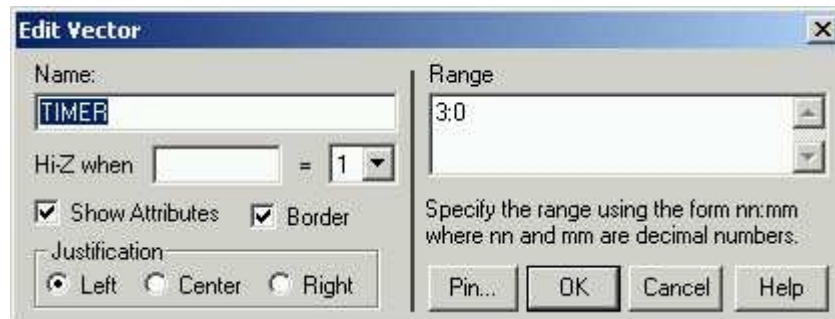 Edit Vector
Name:
TIMER
Hi-Z when = 1
Show Attributes Border
Justification
Left Center Right
Range
3:0
Specify the range using the form nn:mm
where nn and mm are decimal numbers.
Pin... OK Cancel Help